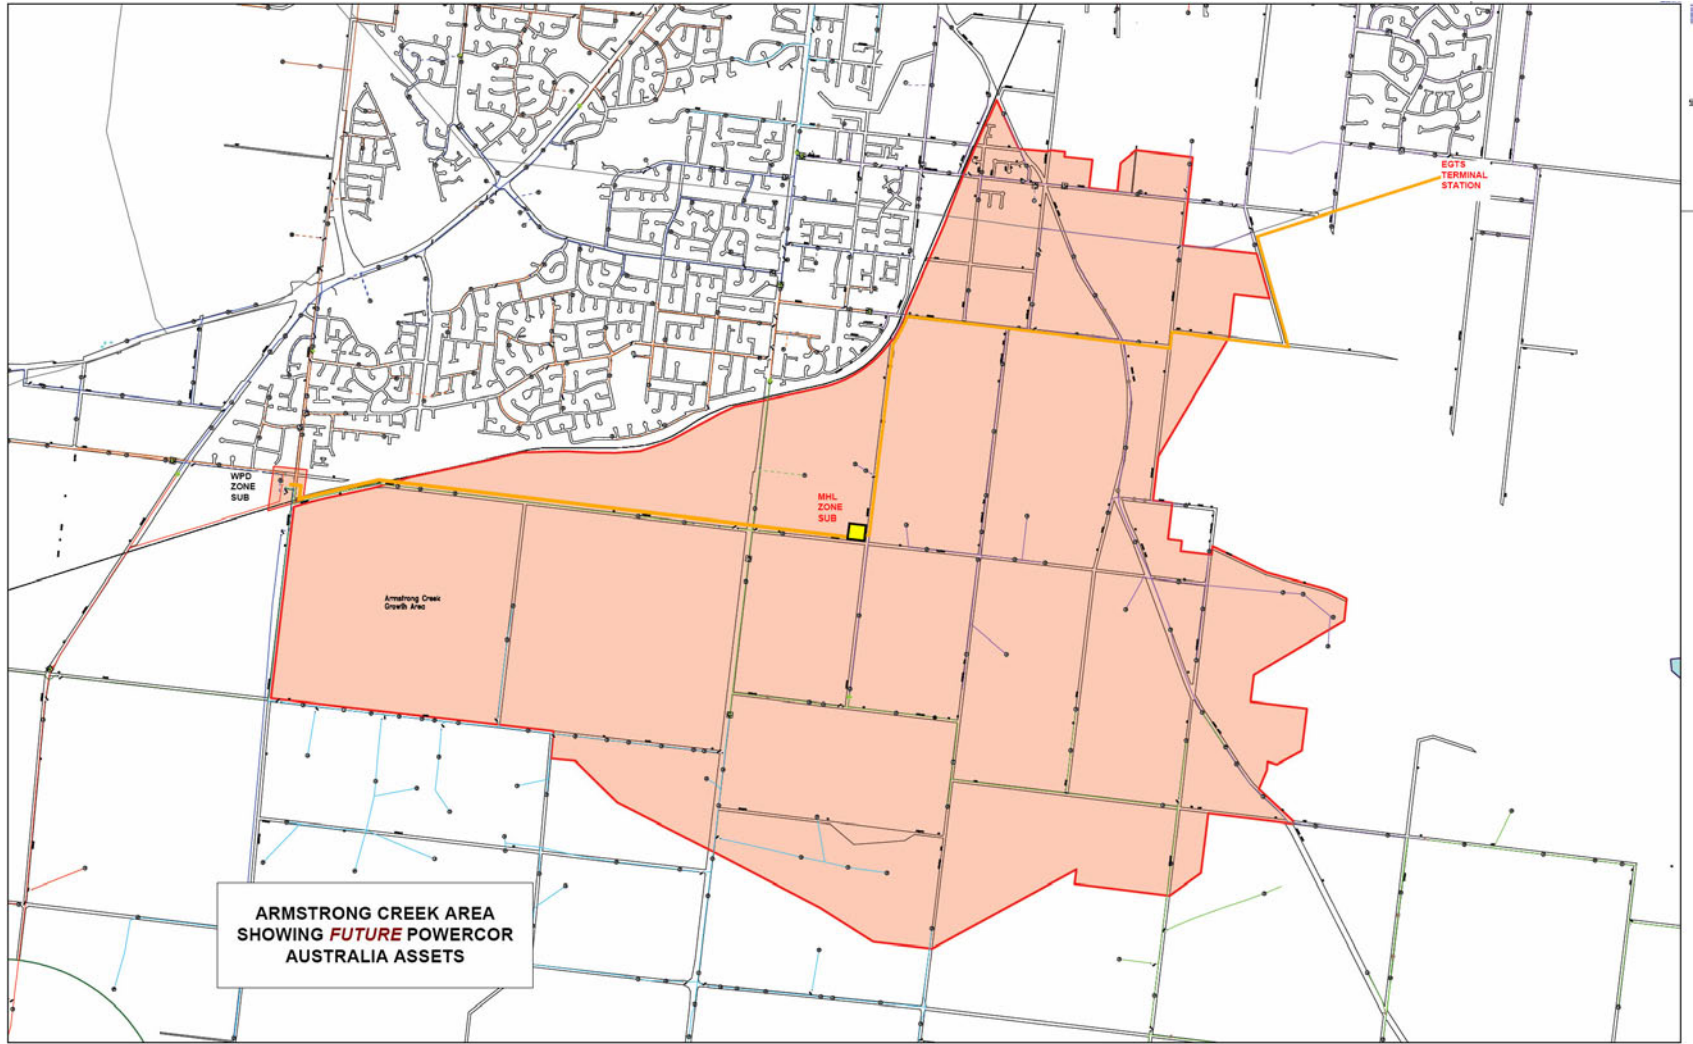 EGTS
TERMINAL
STATION
WPD
ZONE
SUB
MHL
ZONE
SUB
Armstrong Creek
Growth Area
ARMSTRONG CREEK AREA
SHOWING FUTURE POWERCOR
AUSTRALIA ASSETS